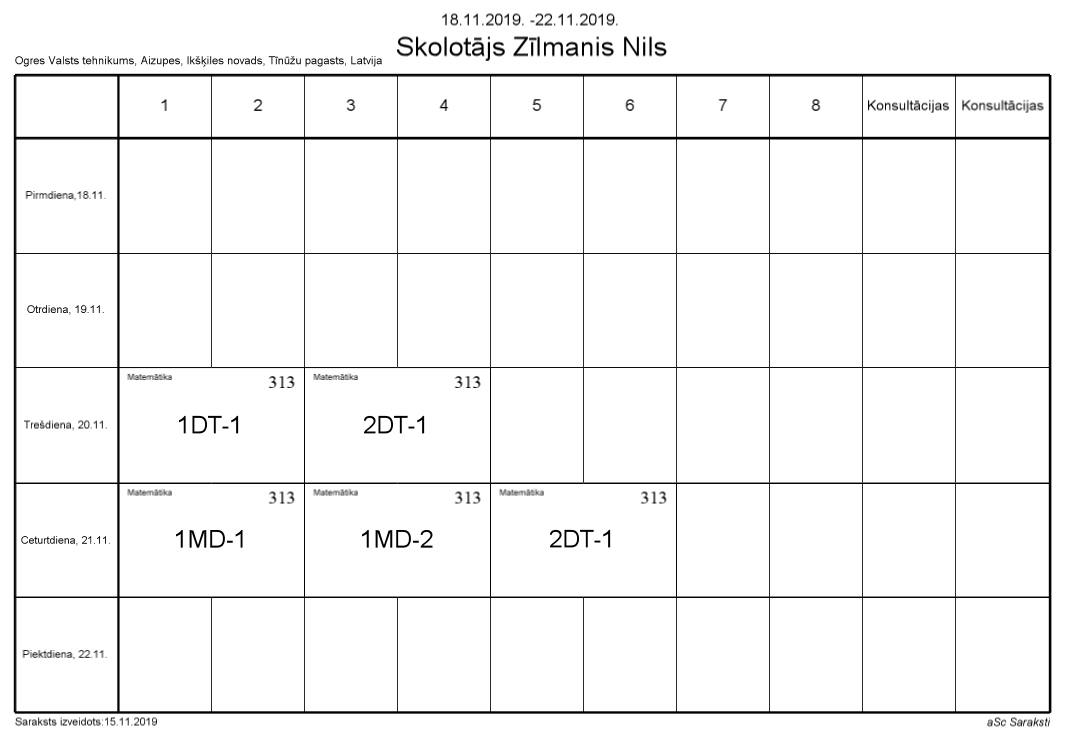 18.11.2019. -22.11.2019.
Skolotājs Zīlmanis Nils
Ogres Valsts tehnikums, Aizupes, Ikšķiles novads, Tīnūžu pagasts, Latvija
1 2 3 4 5 6 7 8 Konsultācijas Konsultācijas
Pirmdiena,18.11.
Otrdiena, 19.11.
Matemātika 313 Matemātika 313
Trešdiena, 20.11. 1DT-1 2DT-1
Matemātika 313 Matemātika 313 Matemātika 313
Ceturtdiena, 21.11. 1MD-1 1MD-2 2DT-1
Piektdiena, 22.11.
Saraksts izveidots:15.11.2019 aSc Saraksti